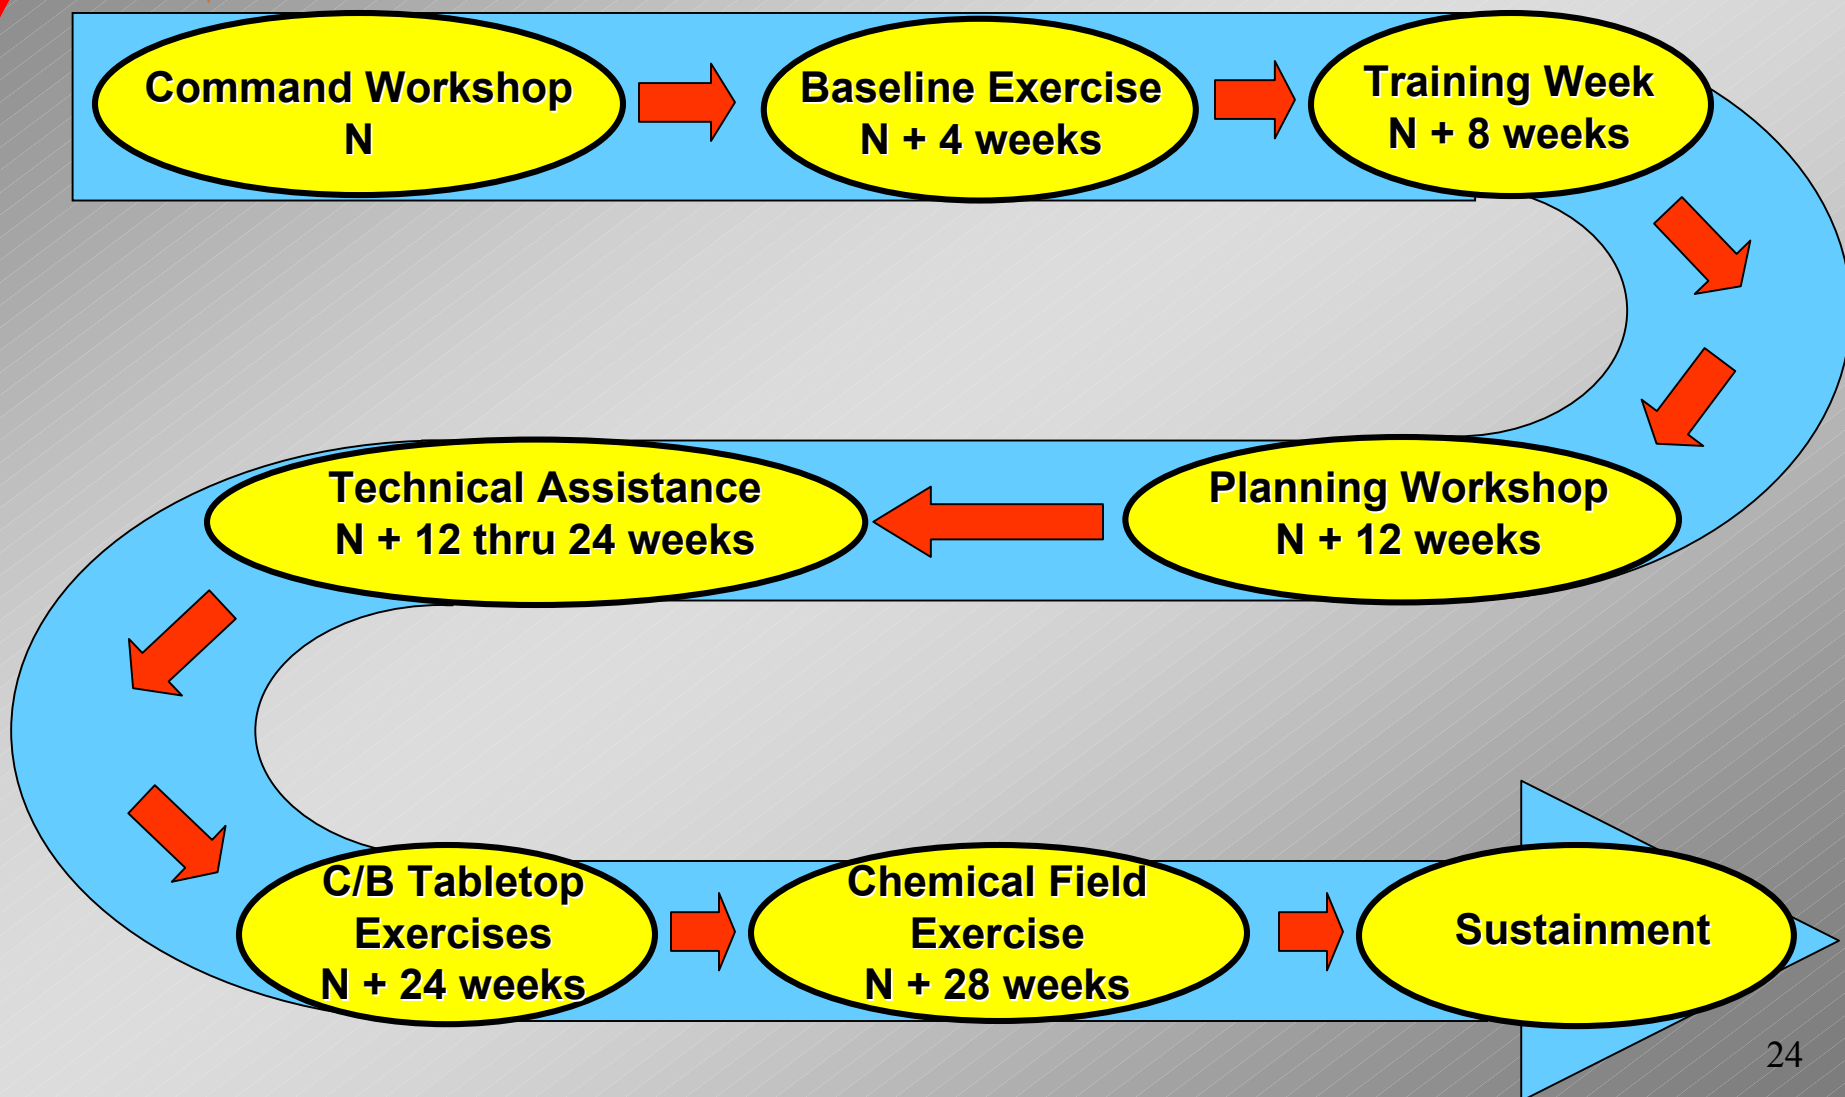 Command Workshop
N
Baseline Exercise
N + 4 weeks
Training Week
N + 8 weeks
Planning Workshop
N + 12 weeks
Technical Assistance
N + 12 thru 24 weeks
C/B Tabletop
Exercises
N + 24 weeks
Chemical Field
Exercise
N + 28 weeks
Sustainment
24